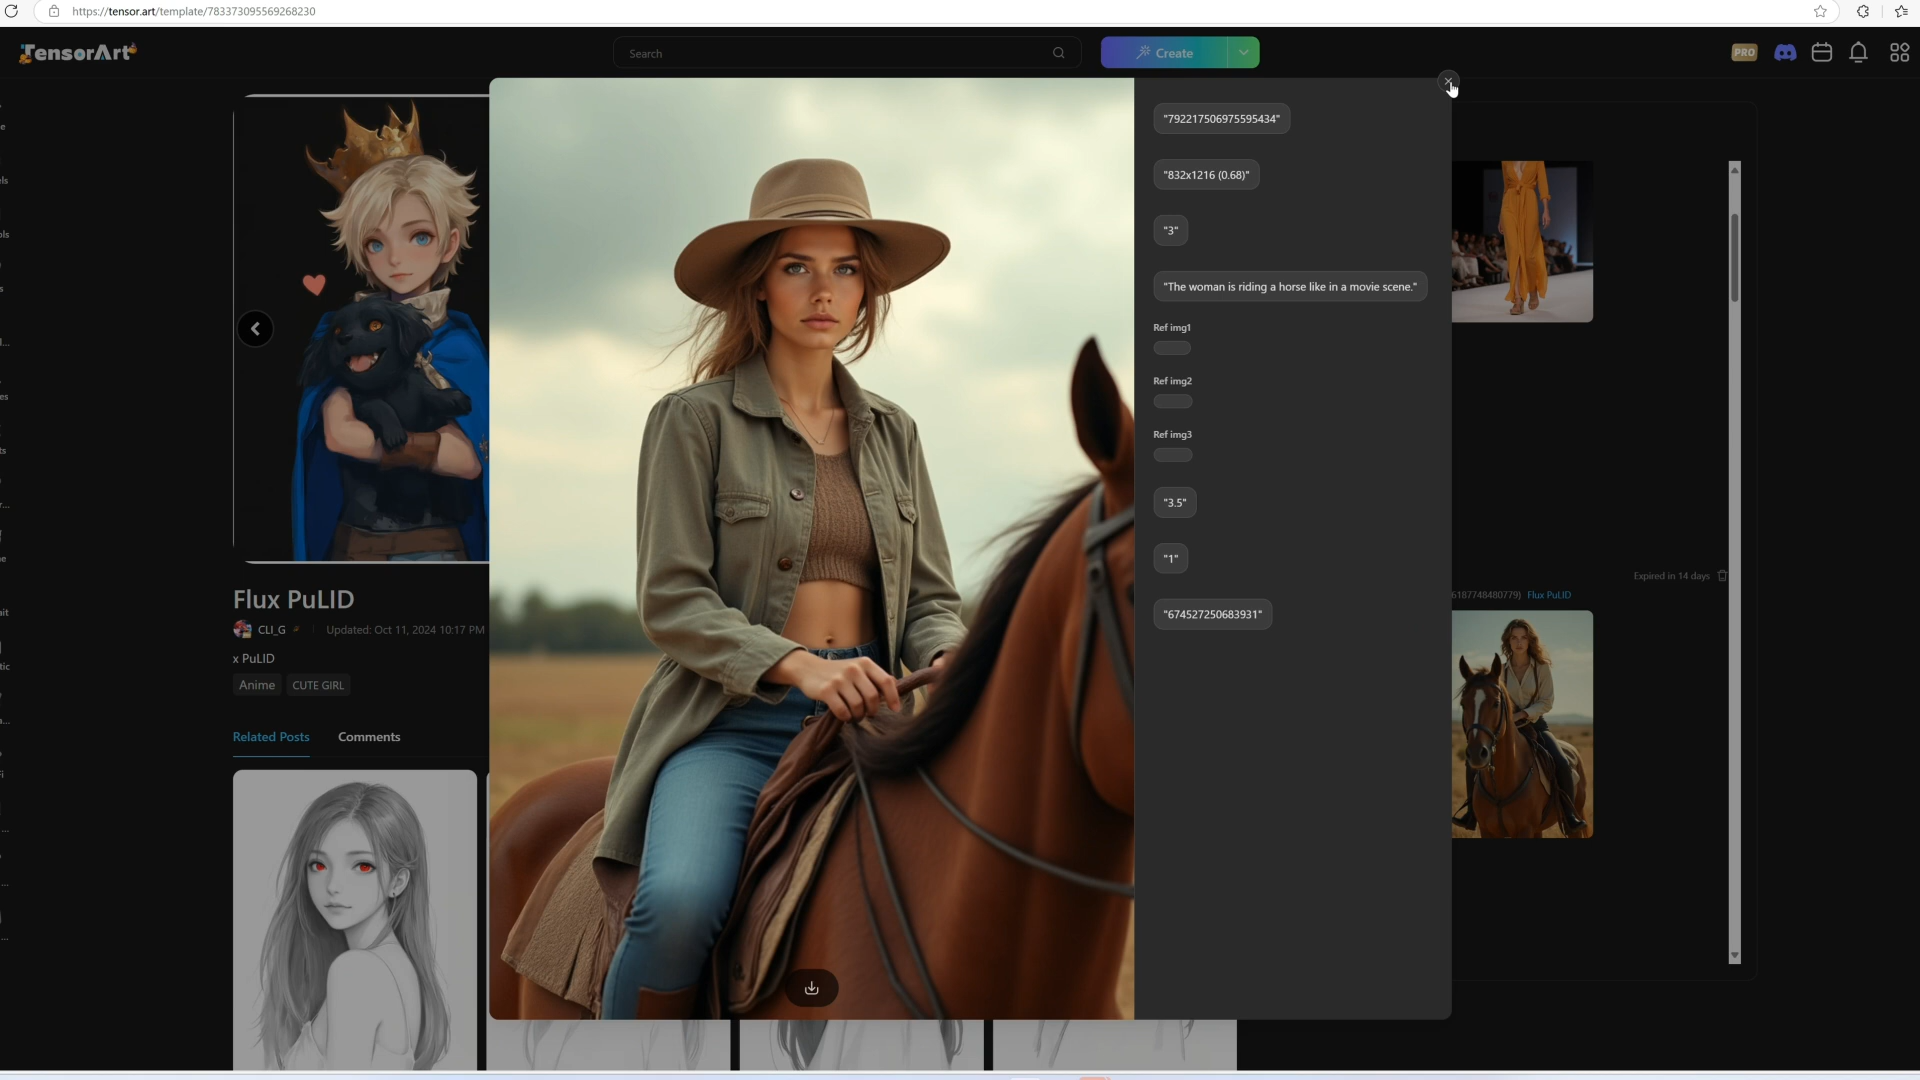 https://tensor.art/template/783373095569268230
TensorArt
Search
Create
PRO
"792217506975595434"
"832x1216 (0.68)"
"3"
"The woman is riding a horse like in a movie scene."
Ref img1
Ref img2
Ref img3
"3.5"
"1"
"674527250683931"
Expired in 14 days
6187748480779) Flux PuLID
Flux PuLID
CLI_G
Updated: Oct 11, 2024 10:17 PM
x PuLID
Anime
CUTE GIRL
Related Posts
Comments